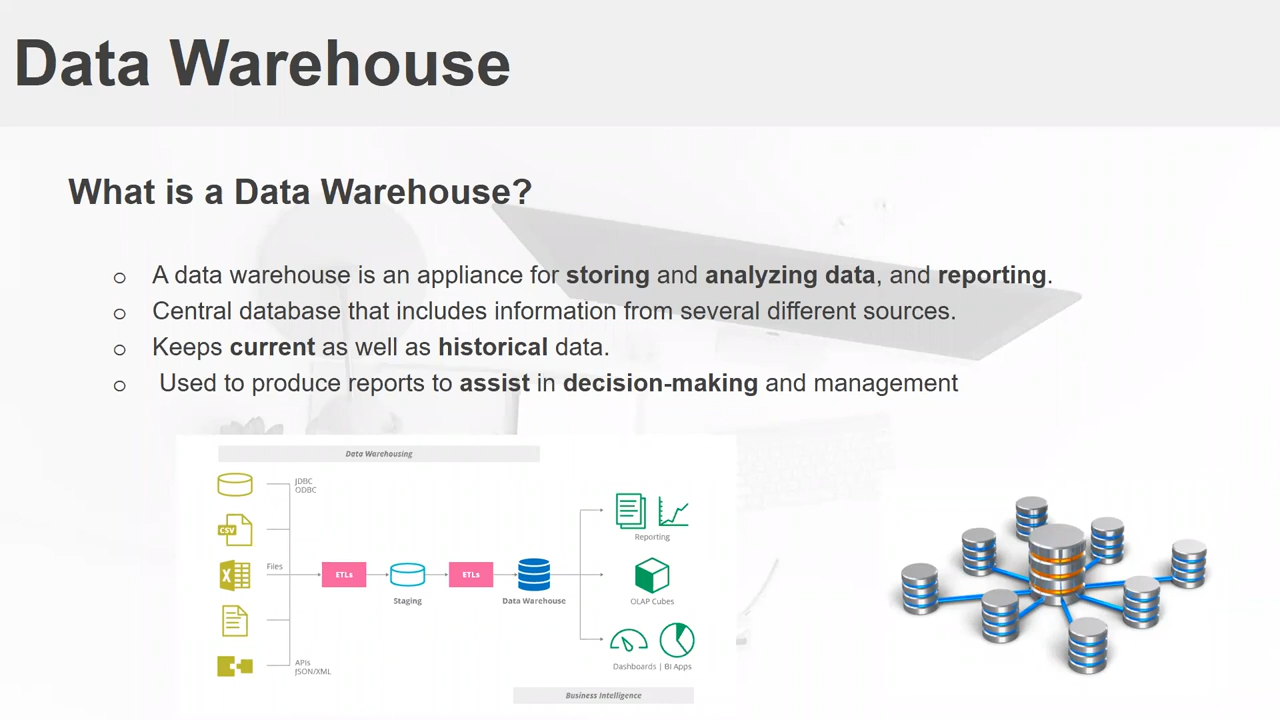 Data Warehouse
What is a Data Warehouse?
o A data warehouse is an appliance for storing and analyzing data, and reporting.
o Central database that includes information from several different sources.
o Keeps current as well as historical data.
o Used to produce reports to assist in decision-making and management
Data Warehousing
JDBC
ODBC
CSV
Files
X
ETLs
ETLs
Staging
Data Warehouse
Reporting
OLAP Cubes
APIs
JSON/XML
Dashboards | BI Apps
Business Intelligence